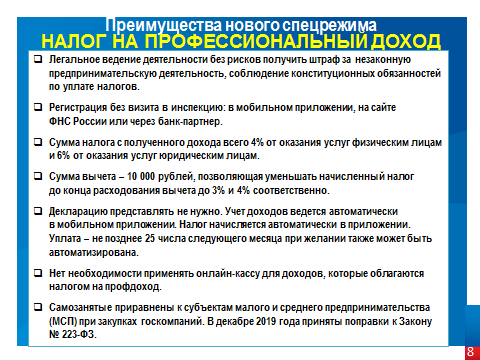 Преимущества нового спецрежима
НАЛОГ НА ПРОФЕССИОНАЛЬНЫЙ ДОХОД
❑ Легальное ведение деятельности без рисков получить штраф за незаконную
предпринимательскую деятельность, соблюдение конституционных обязанностей
по уплате налогов.
❑ Регистрация без визита в инспекцию: в мобильном приложении, на сайте
ФНС России или через банк-партнер.
❑ Сумма налога с полученного дохода всего 4% от оказания услуг физическим лицам
и 6% от оказания услуг юридическим лицам.
❑ Сумма вычета – 10 000 рублей, позволяющая уменьшать начисленный налог
до конца расходования вычета до 3% и 4% соответственно.
❑ Декларацию представлять не нужно. Учет доходов ведется автоматически
в мобильном приложении. Налог начисляется автоматически в приложении.
Уплата – не позднее 25 числа следующего месяца при желании также может быть
автоматизирована.
❑ Нет необходимости применять онлайн-кассу для доходов, которые облагаются
налогом на профдоход.
❑ Самозанятые приравнены к субъектам малого и среднего предпринимательства
(МСП) при закупках госкомпаний. В декабре 2019 года приняты поправки к Закону
№ 223-ФЗ.
8